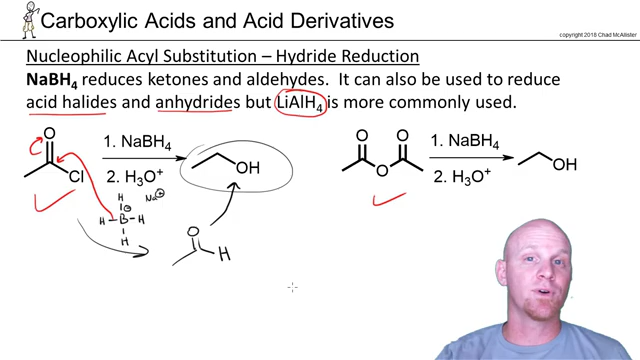 Carboxylic Acids and Acid Derivatives
copyright 2018 Chad McAllister
Nucleophilic Acyl Substitution – Hydride Reduction
NaBH4 reduces ketones and aldehydes. It can also be used to reduce
acid halides and anhydrides but LiAlH4 is more commonly used.
O
Cl
1. NaBH4
2. H3O+
OH
O O
O
1. NaBH4
2. H3O+
OH
H
Na +
H B H
H
O
H